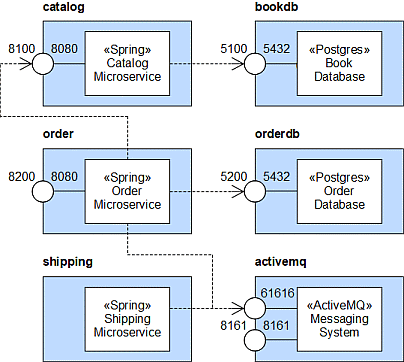 catalog
bookdb
8100
8080
«Spring»
Catalog
Microservice
5100
5432
«Postgres»
Book
Database
order
orderdb
8200
8080
«Spring»
Order
Microservice
5200
5432
«Postgres»
Order
Database
shipping
activemq
«Spring»
Shipping
Microservice
61616
8161
8161
«ActiveMQ»
Messaging
System